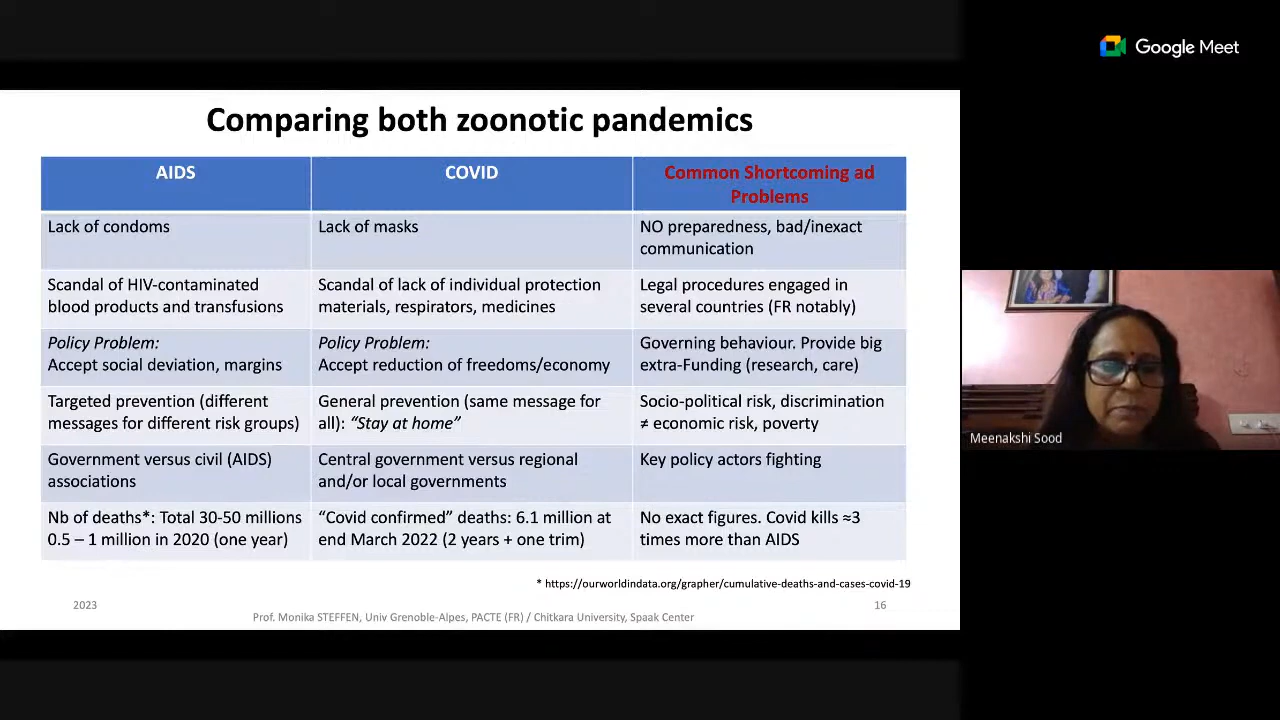 Google Meet
Comparing both zoonotic pandemics
AIDS
COVID
Common Shortcoming ad
Problems
Lack of condoms
Lack of masks
NO preparedness, bad/inexact
communication
Scandal of HIV-contaminated
blood products and transfusions
Scandal of lack of individual protection
materials, respirators, medicines
Legal procedures engaged in
several countries (FR notably)
Policy Problem:
Accept social deviation, margins
Policy Problem:
Accept reduction of freedoms/economy
Governing behaviour. Provide big
extra-Funding (research, care)
Targeted prevention (different
messages for different risk groups)
General prevention (same message for
all): “Stay at home”
Socio-political risk, discrimination
≠ economic risk, poverty
Government versus civil (AIDS)
associations
Central government versus regional
and/or local governments
Key policy actors fighting
Nb of deaths*: Total 30-50 millions
0.5 – 1 million in 2020 (one year)
“Covid confirmed” deaths: 6.1 million at
end March 2022 (2 years + one trim)
No exact figures. Covid kills ≈3
times more than AIDS
* https://ourworldindata.org/grapher/cumulative-deaths-and-cases-covid-19
2023
Prof. Monika STEFFEN, Univ Grenoble-Alpes, PACTE (FR) / Chitkara University, Spaak Center
16
Meenakshi Sood